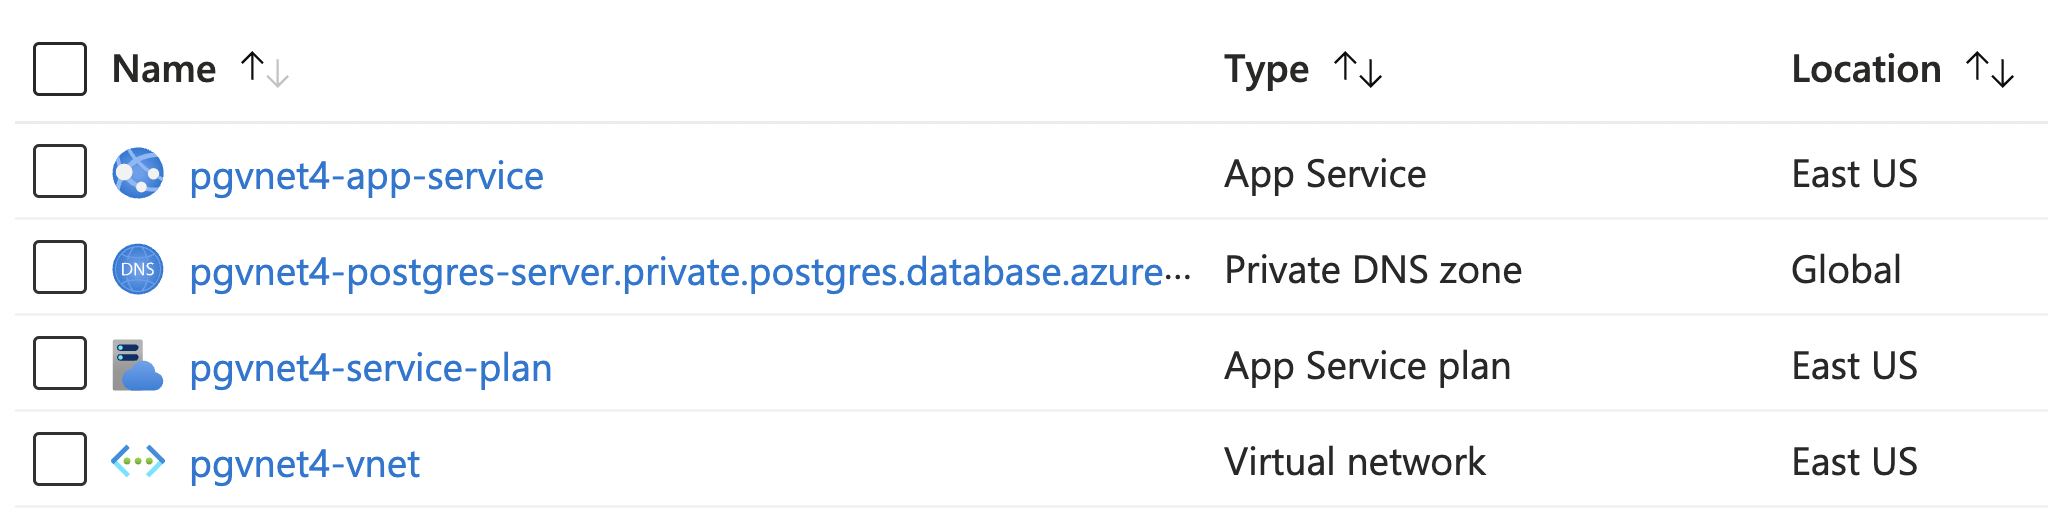 Name ↑↓ Type ↑↓ Location ↑↓
pgvnet4-app-service App Service East US
DNS pgvnet4-postgres-server.private.postgres.database.azure... Private DNS zone Global
pgvnet4-service-plan App Service plan East US
pgvnet4-vnet Virtual network East US